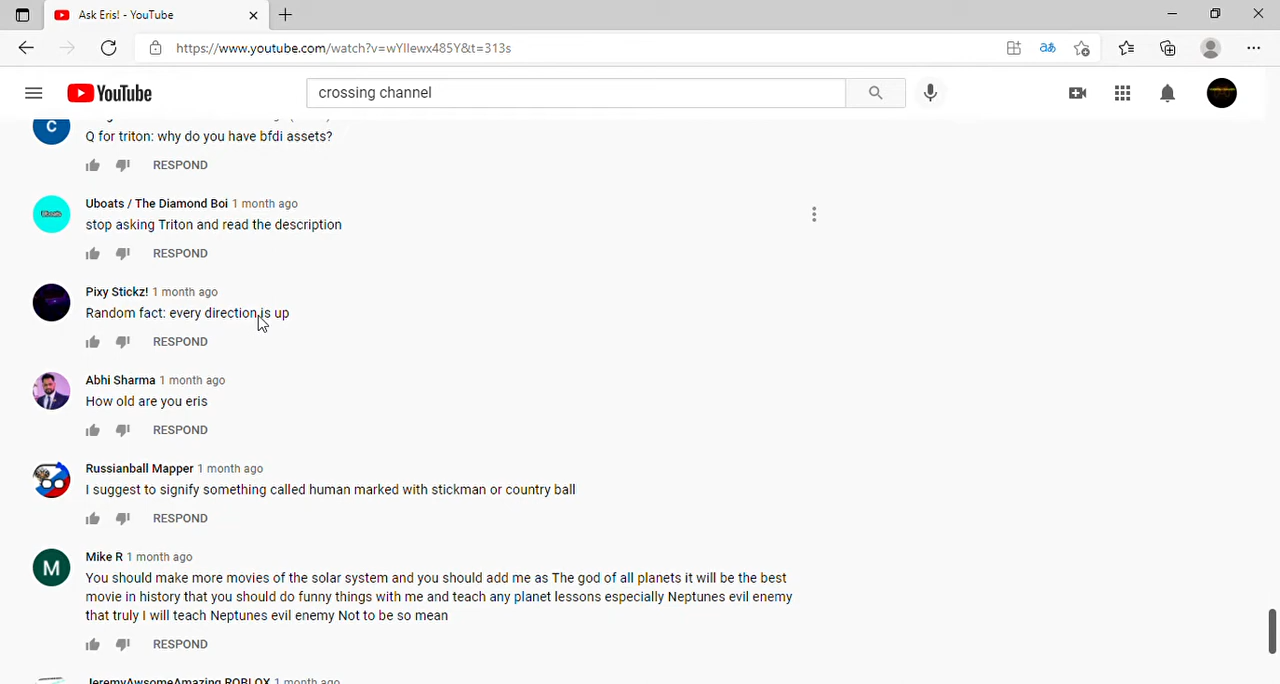 Ask Eris! - YouTube
https://www.youtube.com/watch?v=wYllewx485Y&t=313s
YouTube
crossing channel
C
Q for triton: why do you have bfdi assets?
RESPOND
Uboats / The Diamond Boi 1 month ago
stop asking Triton and read the description
RESPOND
Pixy Stickz! 1 month ago
Random fact: every direction is up
RESPOND
Abhi Sharma 1 month ago
How old are you eris
RESPOND
Russianball Mapper 1 month ago
I suggest to signify something called human marked with stickman or country ball
RESPOND
M
Mike R 1 month ago
You should make more movies of the solar system and you should add me as The god of all planets it will be the best
movie in history that you should do funny things with me and teach any planet lessons especially Neptunes evil enemy
that truly I will teach Neptunes evil enemy Not to be so mean
RESPOND
JeremyAwsomeAmazing ROBLOX 1 month ago